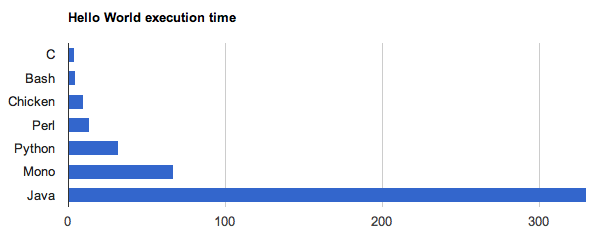 Hello World execution time
C
Bash
Chicken
Perl
Python
Mono
Java
0 100 200 300